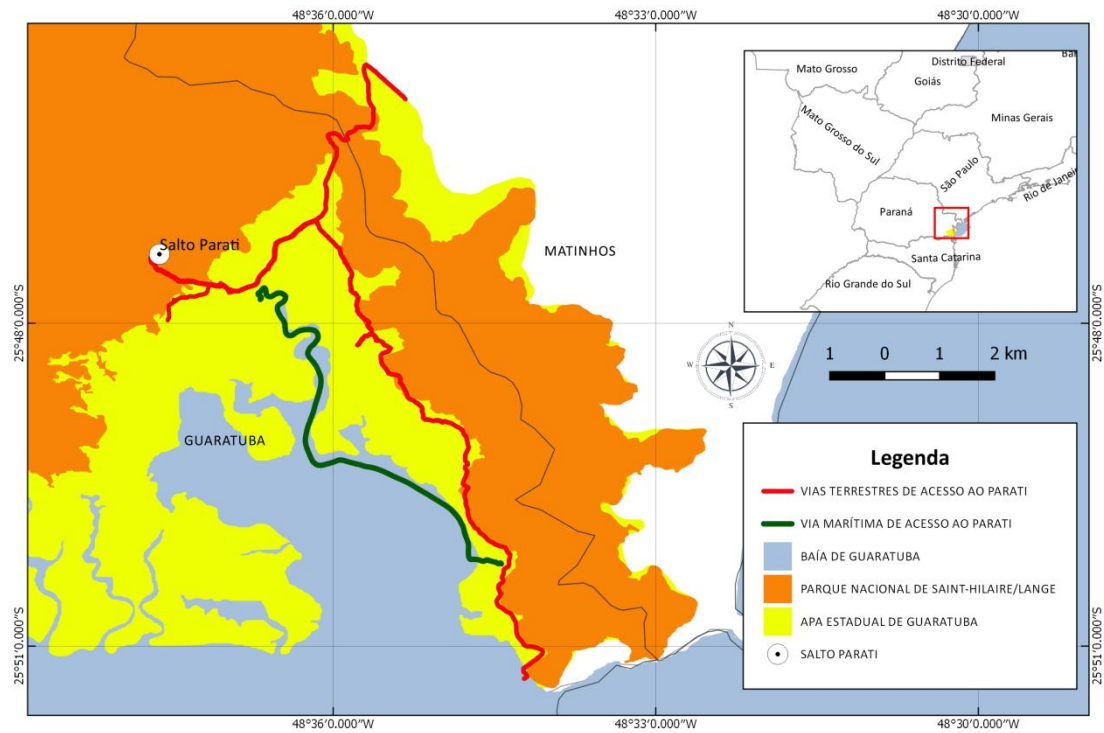 48°36'0.000"W 48°33'0.000"W 48°30'0.000"W
Mato Grosso
Distrito Federal
Goiás
Minas Gerais
Mato Grosso do Sul
São Paulo
Rio de Janeir
Paraná
Santa Catarina
Rio Grande do Sul
Salto Parati
MATINHOS
25°48'0.000"S
25°48'0.000"S
N
W E
S
1 0 1 2 km
GUARATUBA
Legenda
VIAS TERRESTRES DE ACESSO AO PARATI
VIA MARÍTIMA DE ACESSO AO PARATI
BAÍA DE GUARATUBA
PARQUE NACIONAL DE SAINT-HILAIRE/LANGE
APA ESTADUAL DE GUARATUBA
SALTO PARATI
25°51'0.000"S
25°51'0.000"S
48°36'0.000"W 48°33'0.000"W 48°30'0.000"W